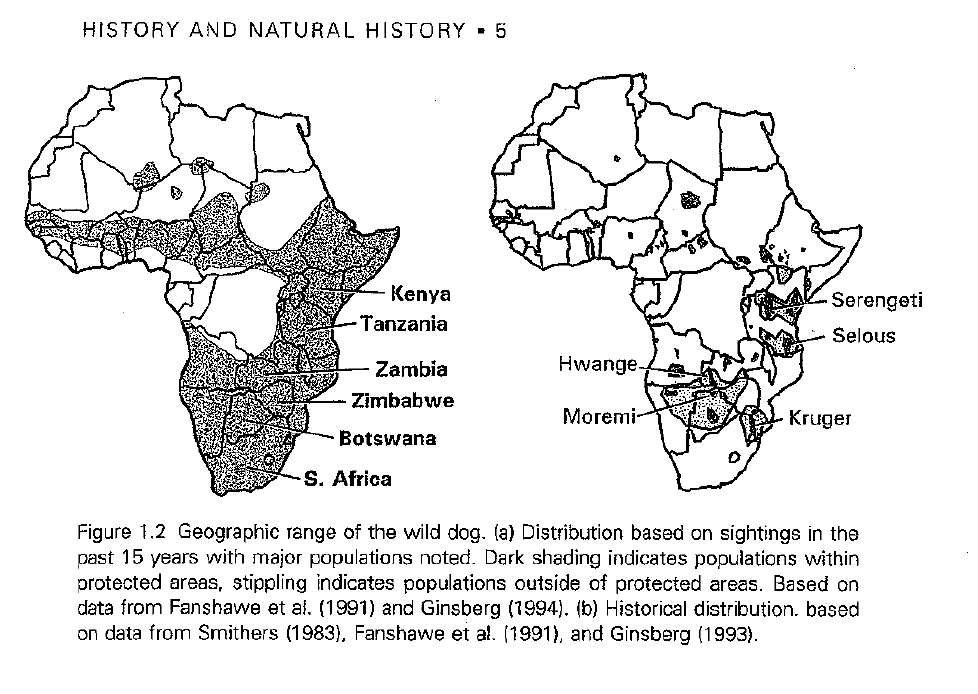 HISTORY AND NATURAL HISTORY ▪ 5
Kenya
Tanzania
Zambia
Zimbabwe
Botswana
S. Africa
Serengeti
Selous
Hwange
Moremi
Kruger
Figure 1.2 Geographic range of the wild dog. (a) Distribution based on sightings in the
past 15 years with major populations noted. Dark shading indicates populations within
protected areas, stippling indicates populations outside of protected areas. Based on
data from Fanshawe et al. (1991) and Ginsberg (1994). (b) Historical distribution. based
on data from Smithers (1983), Fanshawe et al. (1991), and Ginsberg (1993).